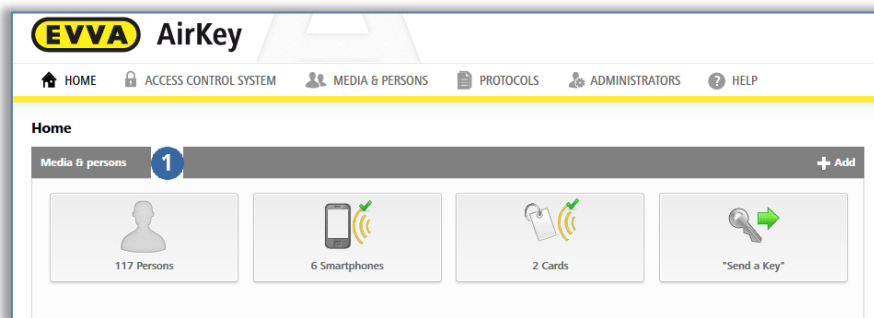 EVVA AirKey
HOME ACCESS CONTROL SYSTEM MEDIA & PERSONS PROTOCOLS ADMINISTRATORS ? HELP
Home
Media & persons 1 Add
117 Persons 6 Smartphones 2 Cards "Send a Key"